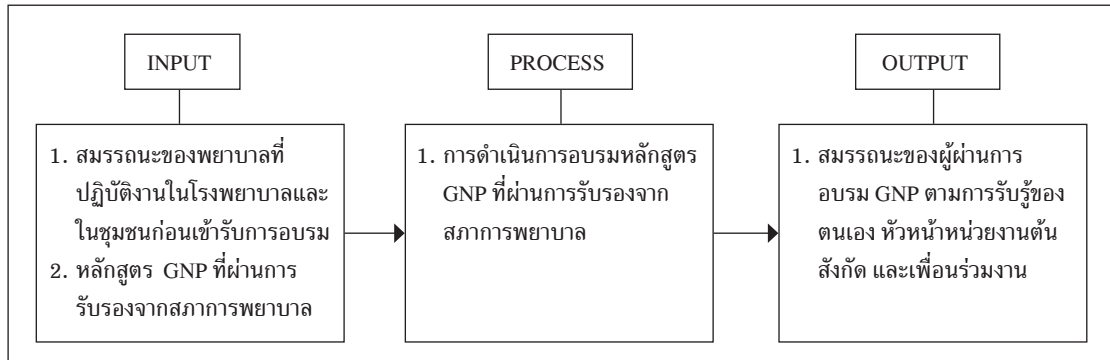 INPUT
PROCESS
OUTPUT
1. สมรรถนะของพยาบาลที่
ปฏิบัติงานในโรงพยาบาลและ
ในชุมชนก่อนเข้ารับการอบรม
2. หลักสูตร GNP ที่ผ่านการ
รับรองจากสภาการพยาบาล
1. การดำเนินการอบรมหลักสูตร
GNP ที่ผ่านการรับรองจาก
สภาการพยาบาล
1. สมรรถนะของผู้ผ่านการ
อบรม GNP ตามการรับรู้ของ
ตนเอง หัวหน้าหน่วยงานต้น
สังกัด และเพื่อนร่วมงาน